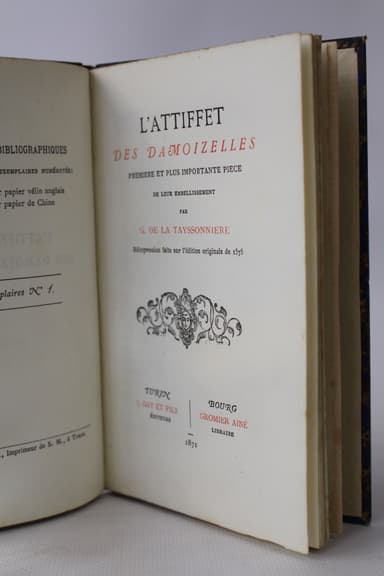 BIBLIOGRAPHIQUES
EXEMPLAIRES NUMÉROTÉS:
papier vélin anglais
papier de Chine
plaires Nº 1.
, Imprimeur de S. M., à Turin
L'ATTIFFET
DES DAMOIZELLES
PREMIERE ET PLUS IMPORTANTE PIECE
DE LEUR EMBELLISSEMENT
PAR
G. DE LA TAYSSONNIERE
Réimpression faite sur l'édition originale de 1575
TURIN
J. GAY ET FILS
ÉDITEURS
BOURG
GROMIER AINÉ
LIBRAIRE
1871